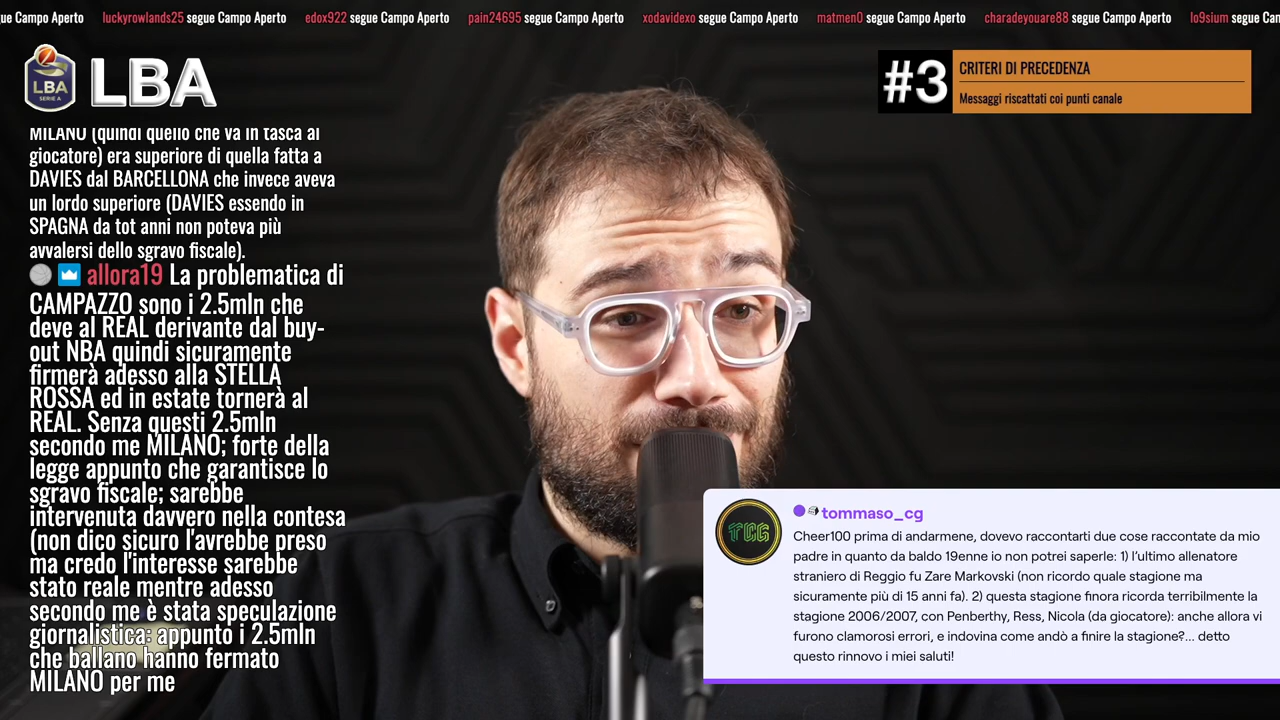 ue Campo Aperto luckyrowlands25 segue Campo Aperto edox922 segue Campo Aperto pain24695 segue Campo Aperto xodavidexo segue Campo Aperto matmen0 segue Campo Aperto charadeyouare88 segue Campo Aperto lo9sium segue Can
LBA
SERIE A
LBA
#3
CRITERI DI PRECEDENZA
Messaggi riscattati coi punti canale
MILANO (quindi quello che va in tasca al
giocatore) era superiore di quella fatta a
DAVIES dal BARCELLONA che invece aveva
un lordo superiore (DAVIES essendo in
SPAGNA da tot anni non poteva più
avvalersi dello sgravo fiscale).
allora19 La problematica di
CAMPAZZO sono i 2.5mln che
deve al REAL derivante dal buy-
out NBA quindi sicuramente
firmerà adesso alla STELLA
ROSSA ed in estate tornerà al
REAL. Senza questi 2.5mln
secondo me MILANO; forte della
legge appunto che garantisce lo
sgravo fiscale; sarebbe
intervenuta davvero nella contesa
(non dico sicuro l'avrebbe preso
ma credo l'interesse sarebbe
stato reale mentre adesso
secondo me è stata speculazione
giornalistica: appunto i 2.5mln
che ballano hanno fermato
MILANO per me
TCG
tommaso_cg
Cheer100 prima di andarmene, dovevo raccontarti due cose raccontate da mio
padre in quanto da baldo 19enne io non potrei saperle: 1) l'ultimo allenatore
straniero di Reggio fu Zare Markovski (non ricordo quale stagione ma
sicuramente più di 15 anni fa). 2) questa stagione finora ricorda terribilmente la
stagione 2006/2007, con Penberthy, Ress, Nicola (da giocatore): anche allora vi
furono clamorosi errori, e indovina come andò a finire la stagione?... detto
questo rinnovo i miei saluti!